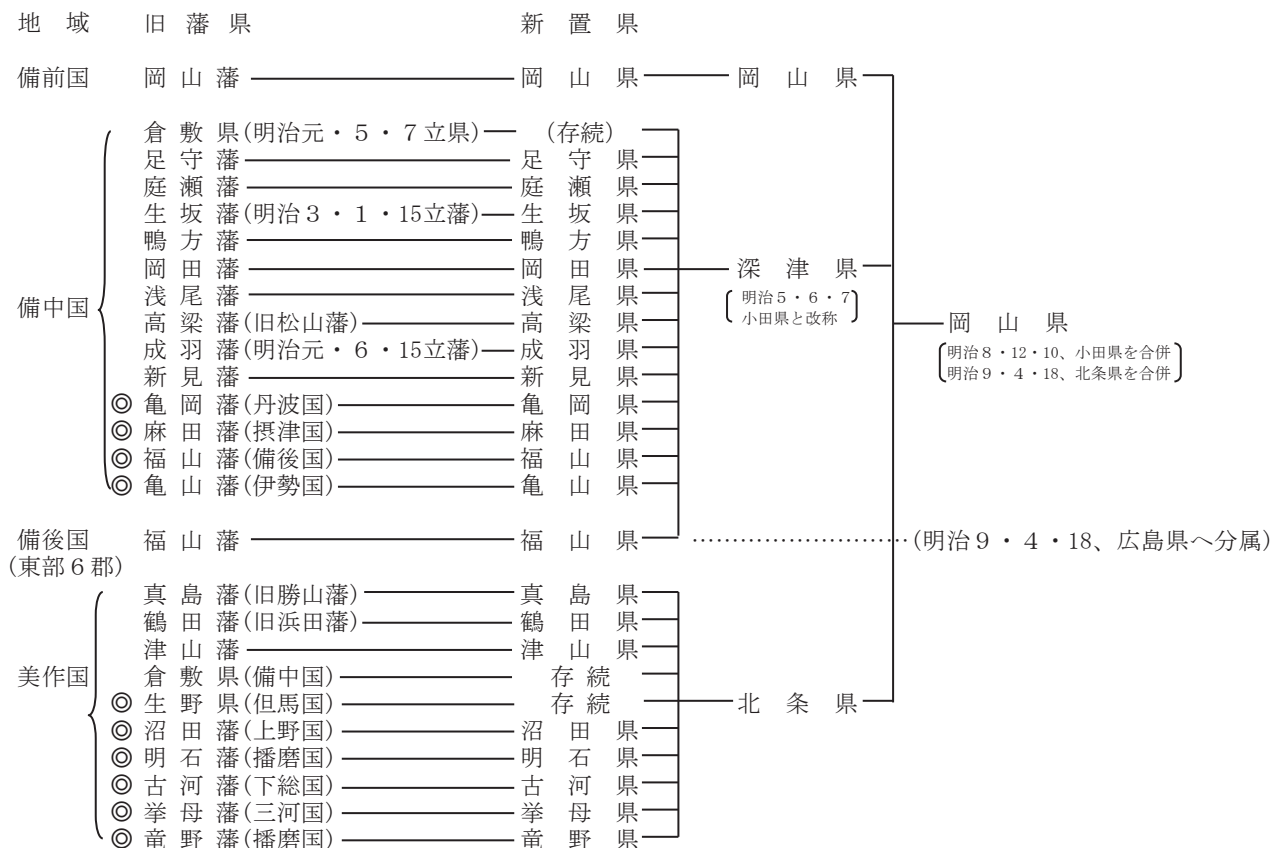 地域 旧藩県 新置県
備前国 岡山藩 岡山県 岡山県
倉敷県(明治元・5・7立県) (存続)
足守藩 足守県
庭瀬藩 庭瀬県
生坂藩(明治3・1・15立藩) 生坂県
鴨方藩 鴨方県
岡田藩 岡田県 深津県
浅尾藩 浅尾県 明治5・6・7
備中国 高梁藩(旧松山藩) 高梁県 小田県と改称 岡山県
成羽藩(明治元・6・15立藩) 成羽県 明治8・12・10、小田県を合併
新見藩 新見県 明治9・4・18、北条県を合併
◎亀岡藩(丹波国) 亀岡県
◎麻田藩(摂津国) 麻田県
◎福山藩(備後国) 福山県
◎亀山藩(伊勢国) 亀山県
備後国 福山藩 福山県 ……………………(明治9・4・18、広島県へ分属)
(東部6郡)
真島藩(旧勝山藩) 真島県
鶴田藩(旧浜田藩) 鶴田県
津山藩 津山県
美作国 倉敷県(備中国) 存続
◎生野県(但馬国) 存続 北条県
◎沼田藩(上野国) 沼田県
◎明石藩(播磨国) 明石県
◎古河藩(下総国) 古河県
◎挙母藩(三河国) 挙母県
◎竜野藩(播磨国) 竜野県